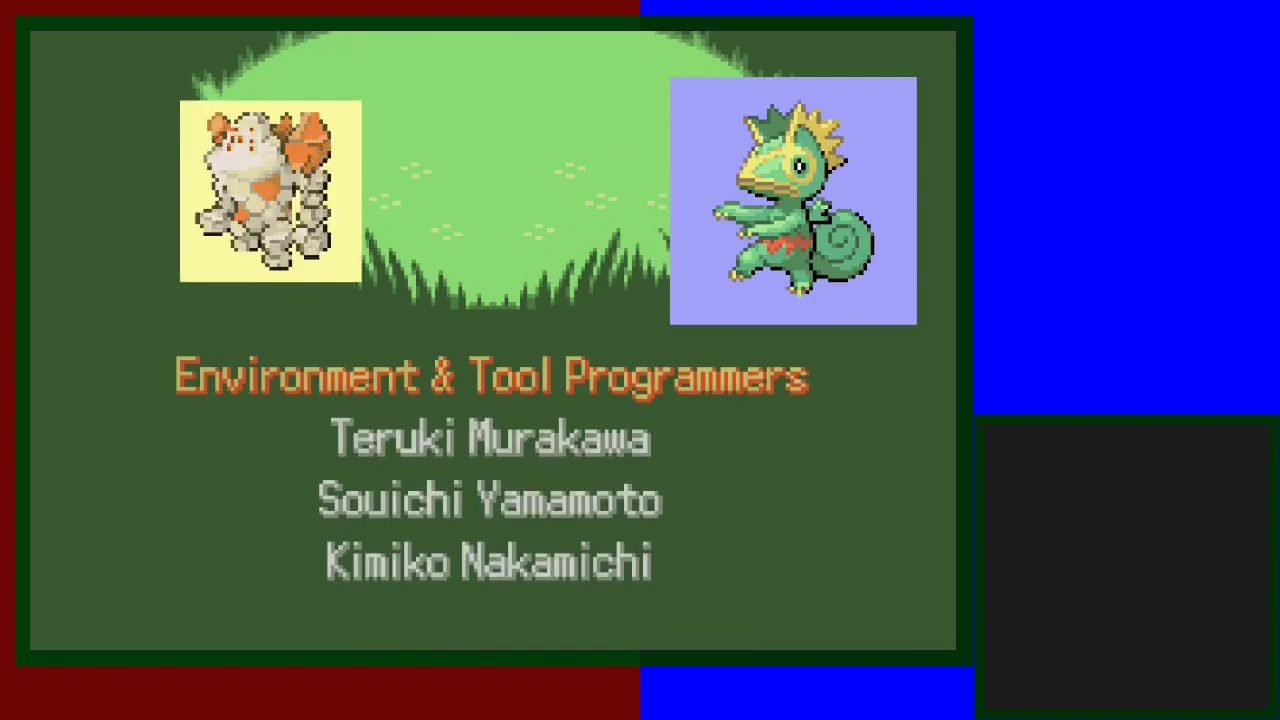 Environment & Tool Programmers
Teruki Murakawa
Souichi Yamamoto
Kimiko Nakamichi